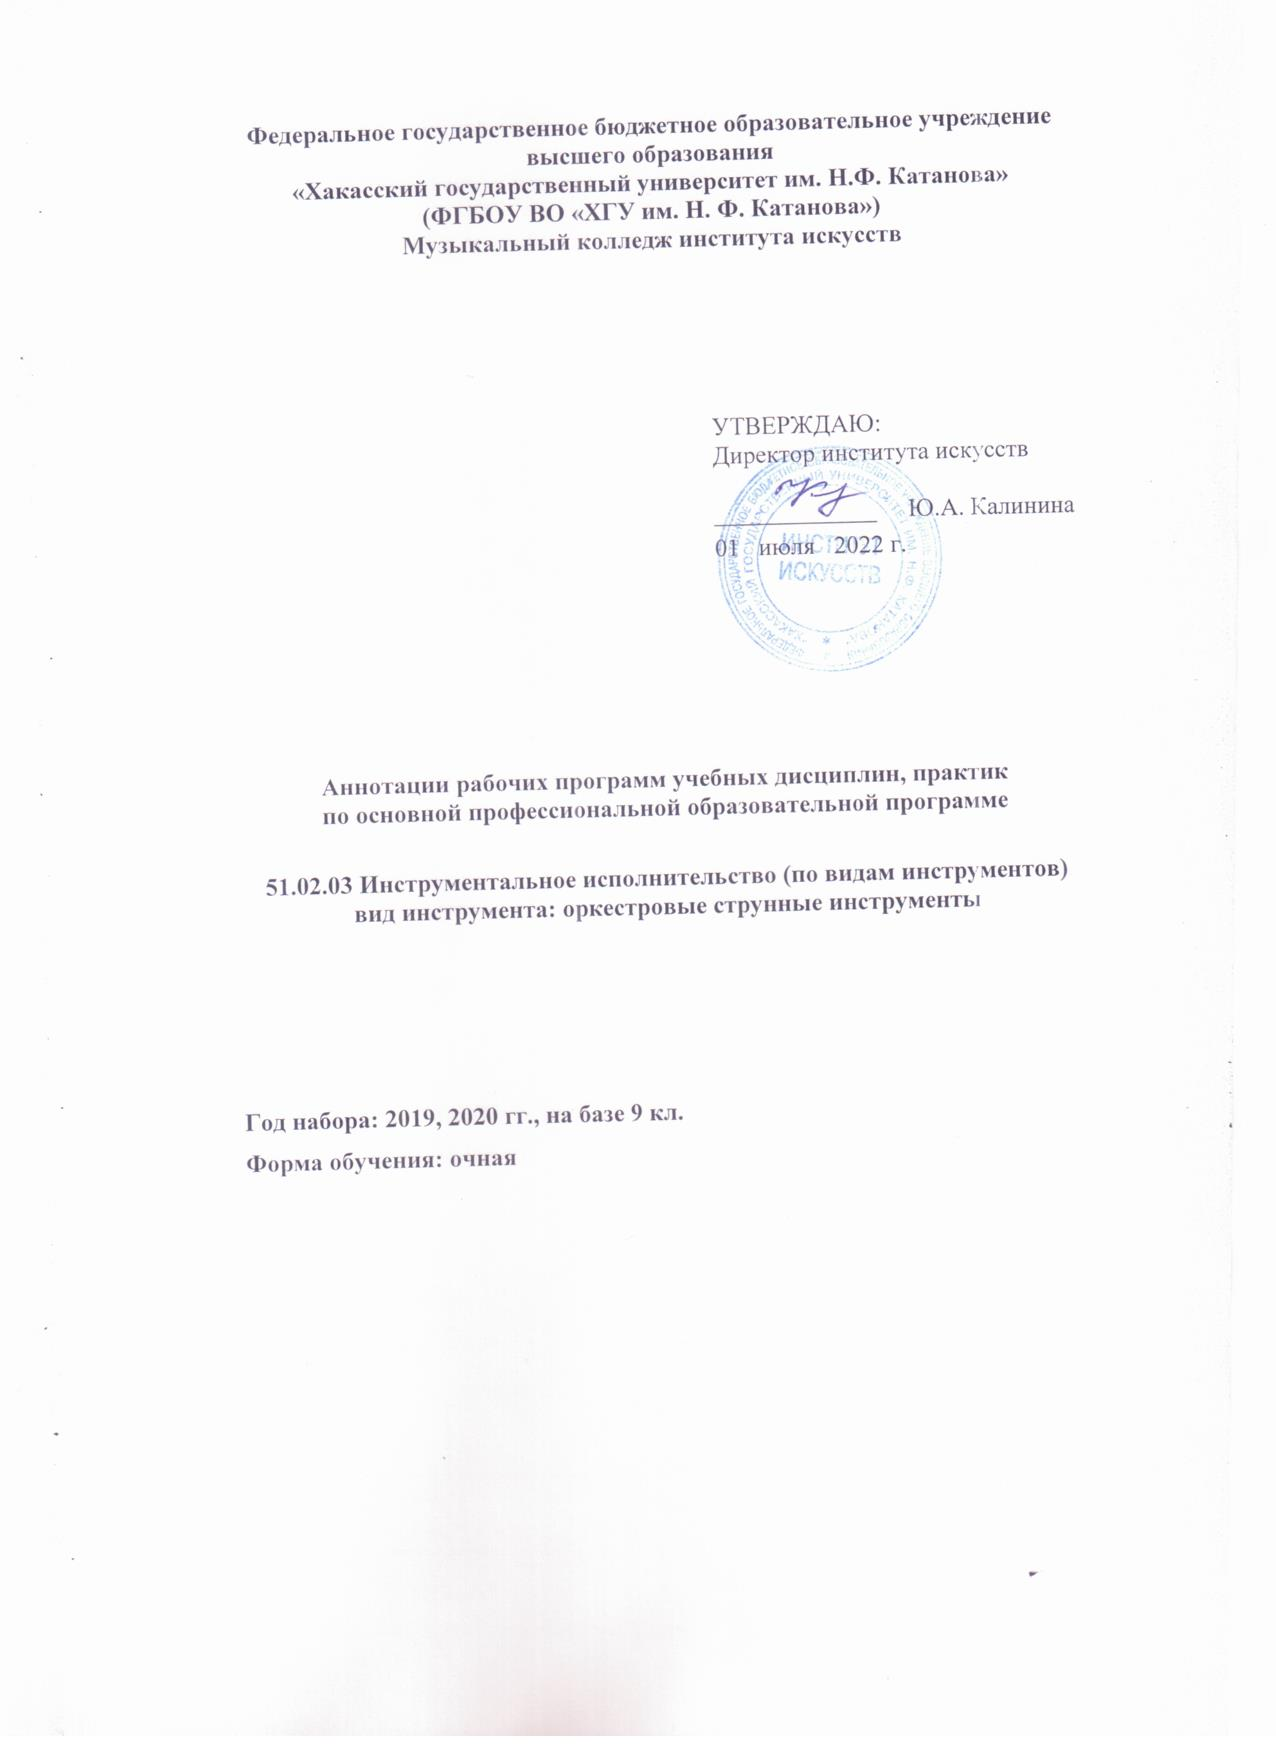 Федеральное государственное бюджетное образовательное учреждение
высшего образования
«Хакасский государственный университет им. Н.Ф. Катанова»
(ФГБОУ ВО «ХГУ им. Н. Ф. Катанова»)
Музыкальный колледж института искусств
УТВЕРЖДАЮ:
Директор института искусств
Ю.А. Калинина
01 июля 2022 г.
ИНСТИТУТ
ИСКУССТВ
Аннотации рабочих программ учебных дисциплин, практик
по основной профессиональной образовательной программе
51.02.03 Инструментальное исполнительство (по видам инструментов)
вид инструмента: оркестровые струнные инструменты
Год набора: 2019, 2020 гг., на базе 9 кл.
Форма обучения: очная